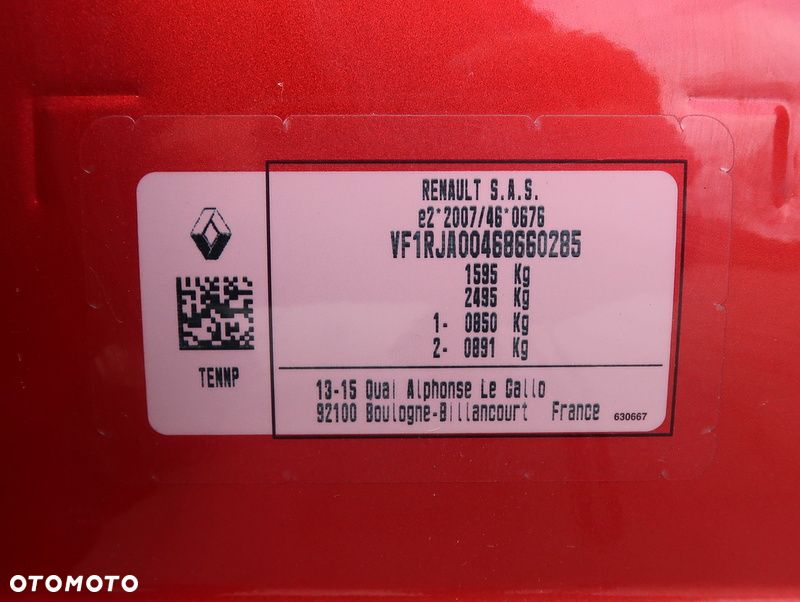 RENAULT S.A.S.
e2*2007/46*0676
VF1RJA00468660285
1595 Kg
2495 Kg
1- 0850 Kg
2- 0891 Kg
TENNP
13-15 Quai Alphonse Le Gallo
92100 Boulogne-Billancourt France 630667
OTOMOTO